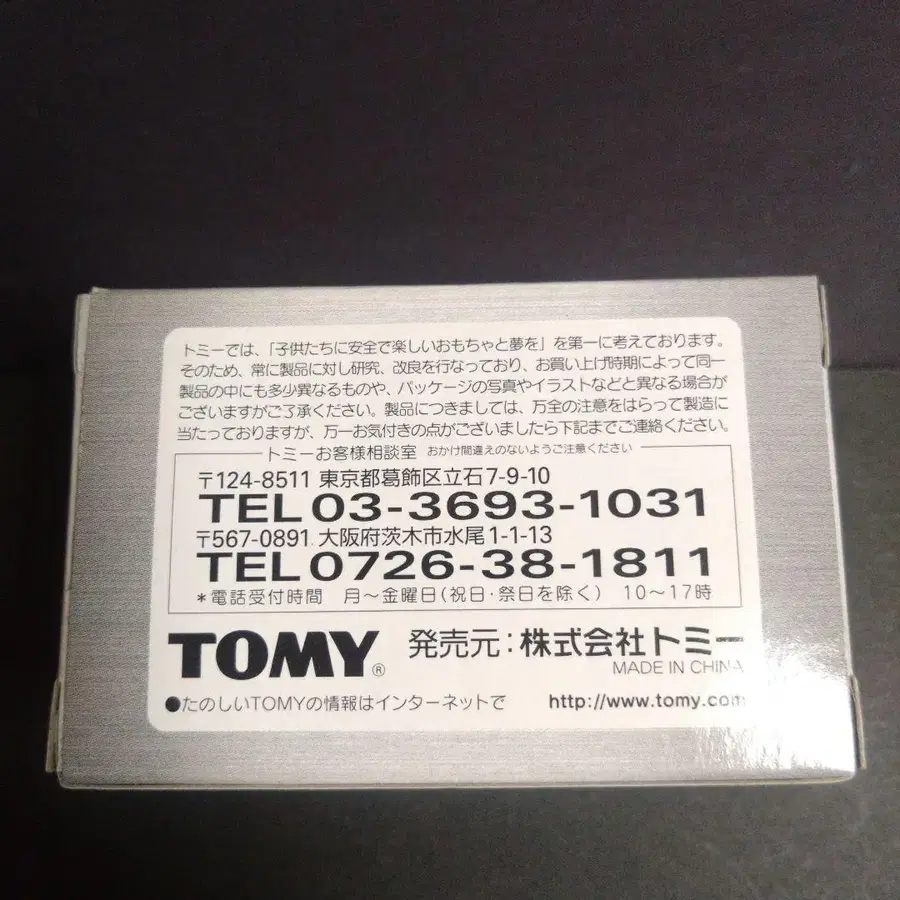 トミーでは、「子供たちに安全で楽しいおもちゃと夢を」を第一に考えております。
そのため、常に製品に対し研究、改良を行なっており、お買い上げ時期によって同一
製品の中にも多少異なるものや、パッケージの写真やイラストなどと異なる場合が
ございますがご了承ください。製品につきましては、万全の注意をはらって製造に
当たっておりますが、万一お気付きの点がございましたら下記までご連絡ください。
トミーお客様相談室 おかけ間違えのないようご注意ください
〒124-8511 東京都葛飾区立石7-9-10
TEL 03-3693-1031
〒567-0891 大阪府茨木市水尾1-1-13
TEL 0726-38-1811
*電話受付時間 月～金曜日(祝日・祭日を除く) 10～17時
TOMY® 発売元:株式会社トミー
MADE IN CHINA
●たのしいTOMYの情報はインターネットで http://www.tomy.com